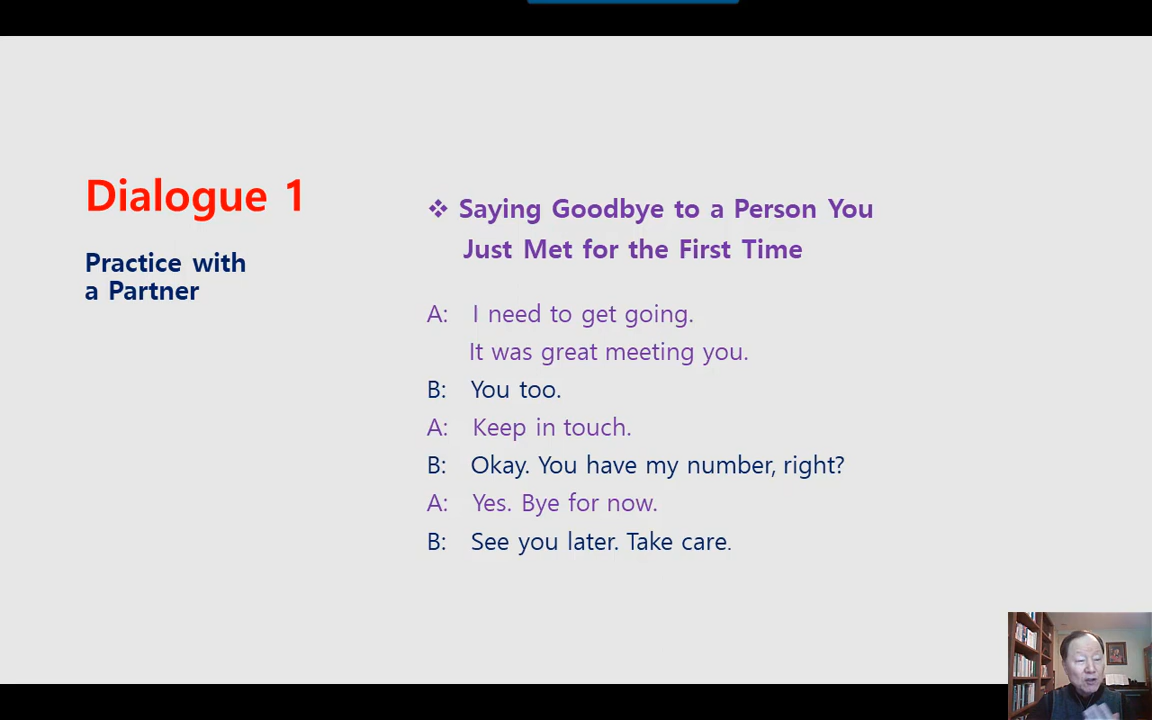 Dialogue 1
Practice with
a Partner
❖ Saying Goodbye to a Person You
Just Met for the First Time
A: I need to get going.
It was great meeting you.
B: You too.
A: Keep in touch.
B: Okay. You have my number, right?
A: Yes. Bye for now.
B: See you later. Take care.